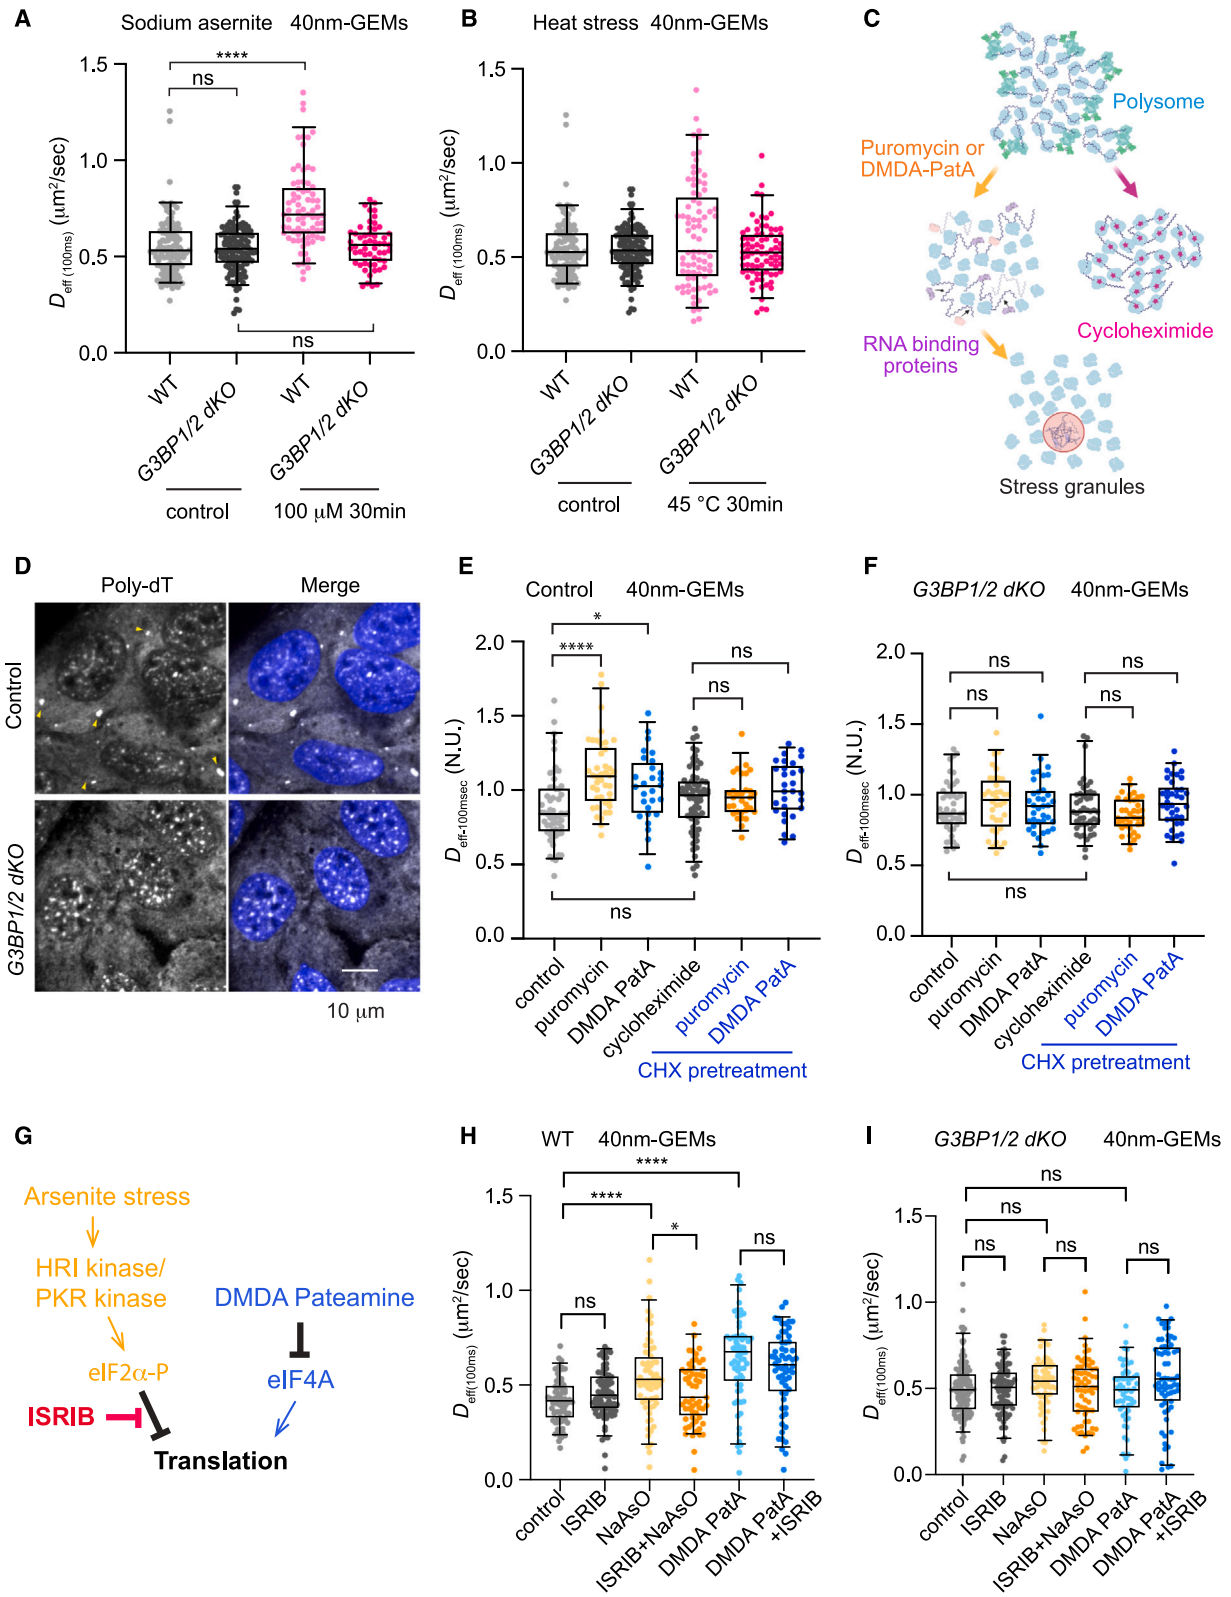 A
Sodium asernite 40nm-GEMs
****
ns
1.5
1.0
0.5
0.0
Deff (100ms) (μm²/sec)
ns
WT
G3BP1/2 dKO
WT
G3BP1/2 dKO
control
100 μM 30min
B
Heat stress 40nm-GEMs
1.5
1.0
0.5
0.0
Deff (100ms) (μm²/sec)
WT
G3BP1/2 dKO
WT
G3BP1/2 dKO
control
45 °C 30min
C
Polysome
Puromycin or
DMDA-PatA
RNA binding
proteins
Cycloheximide
Stress granules
D
Poly-dT
Merge
Control
G3BP1/2 dKO
10 μm
E
Control 40nm-GEMs
*
****
ns
ns
2.0
1.5
1.0
0.5
0.0
Deff-100msec (N.U.)
ns
control
puromycin
DMDA PatA
cycloheximide
puromycin
DMDA PatA
CHX pretreatment
F
G3BP1/2 dKO 40nm-GEMs
ns
ns
ns
ns
2.0
1.5
1.0
0.5
0.0
Deff-100msec (N.U.)
ns
control
puromycin
DMDA PatA
cycloheximide
puromycin
DMDA PatA
CHX pretreatment
G
Arsenite stress
HRI kinase/
PKR kinase
eIF2α-P
ISRIB
DMDA Pateamine
eIF4A
Translation
H
WT 40nm-GEMs
****
****
*
ns
ns
1.5
1.0
0.5
0.0
Deff(100ms) (μm²/sec)
control
ISRIB
NaAsO
ISRIB+NaAsO
DMDA PatA
DMDA PatA
+ISRIB
I
G3BP1/2 dKO 40nm-GEMs
ns
ns
ns
ns
ns
1.5
1.0
0.5
0.0
Deff(100ms) (μm²/sec)
control
ISRIB
NaAsO
ISRIB+NaAsO
DMDA PatA
DMDA PatA
+ISRIB